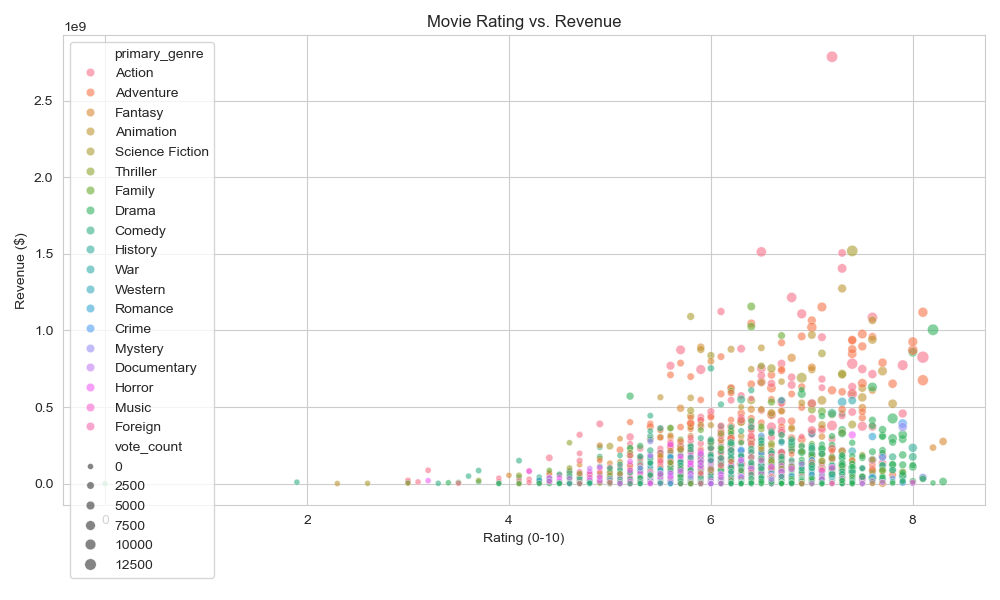 Movie Rating vs. Revenue
1e9
primary_genre
Action
Adventure
Fantasy
Animation
Science Fiction
Thriller
Family
Drama
Comedy
History
War
Western
Romance
Crime
Mystery
Documentary
Horror
Music
Foreign
vote_count
0
2500
5000
7500
10000
12500
2.5
2.0
1.5
1.0
0.5
0.0
Revenue ($)
0 2 4 6 8
Rating (0-10)